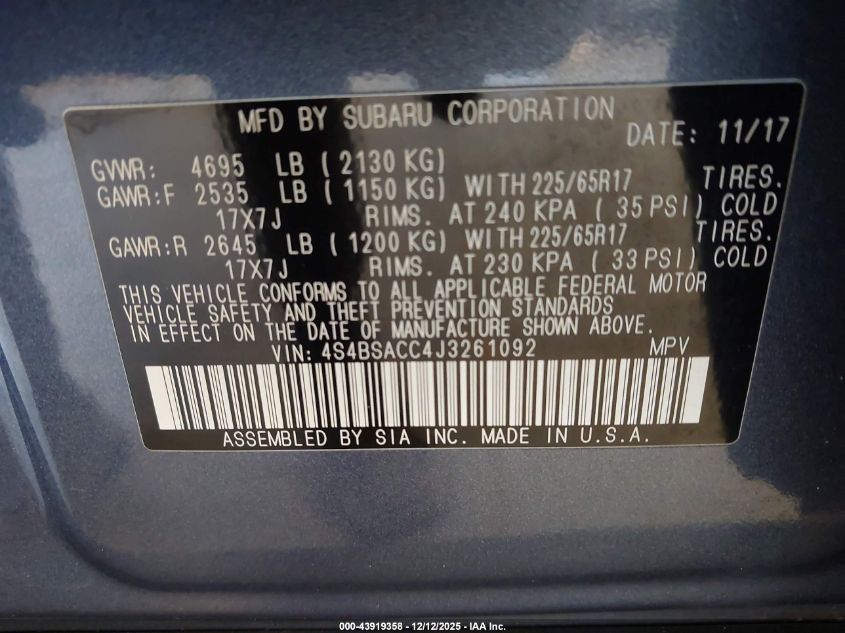 MFD BY SUBARU CORPORATION
DATE: 11/17
GVWR: 4695 LB ( 2130 KG)
GAWR:F 2535 LB ( 1150 KG) WITH 225/65R17 TIRES.
17X7J RIMS. AT 240 KPA ( 35 PSI) COLD
GAWR:R 2645 LB ( 1200 KG) WITH 225/65R17 TIRES.
17X7J RIMS. AT 230 KPA ( 33 PSI) COLD
THIS VEHICLE CONFORMS TO ALL APPLICABLE FEDERAL MOTOR
VEHICLE SAFETY AND THEFT PREVENTION STANDARDS
IN EFFECT ON THE DATE OF MANUFACTURE SHOWN ABOVE.
VIN: 4S4BSACC4J3261092 MPV
ASSEMBLED BY SIA INC. MADE IN U.S.A.
000-43919358 - 12/12/2025 - IAA Inc.